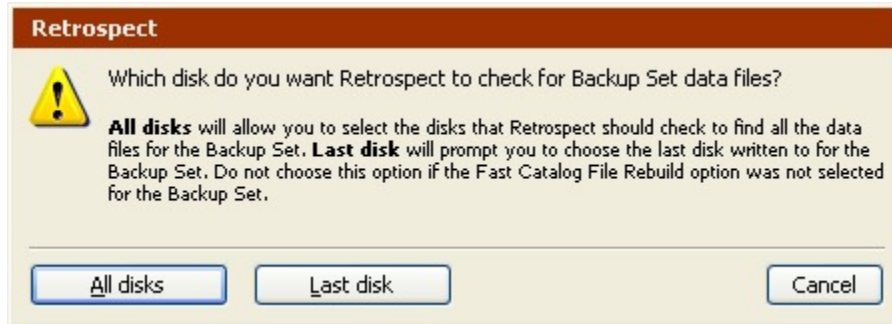 Retrospect
Which disk do you want Retrospect to check for Backup Set data files?
All disks will allow you to select the disks that Retrospect should check to find all the data
files for the Backup Set. Last disk will prompt you to choose the last disk written to for the
Backup Set. Do not choose this option if the Fast Catalog File Rebuild option was not selected
for the Backup Set.
All disks
Last disk
Cancel